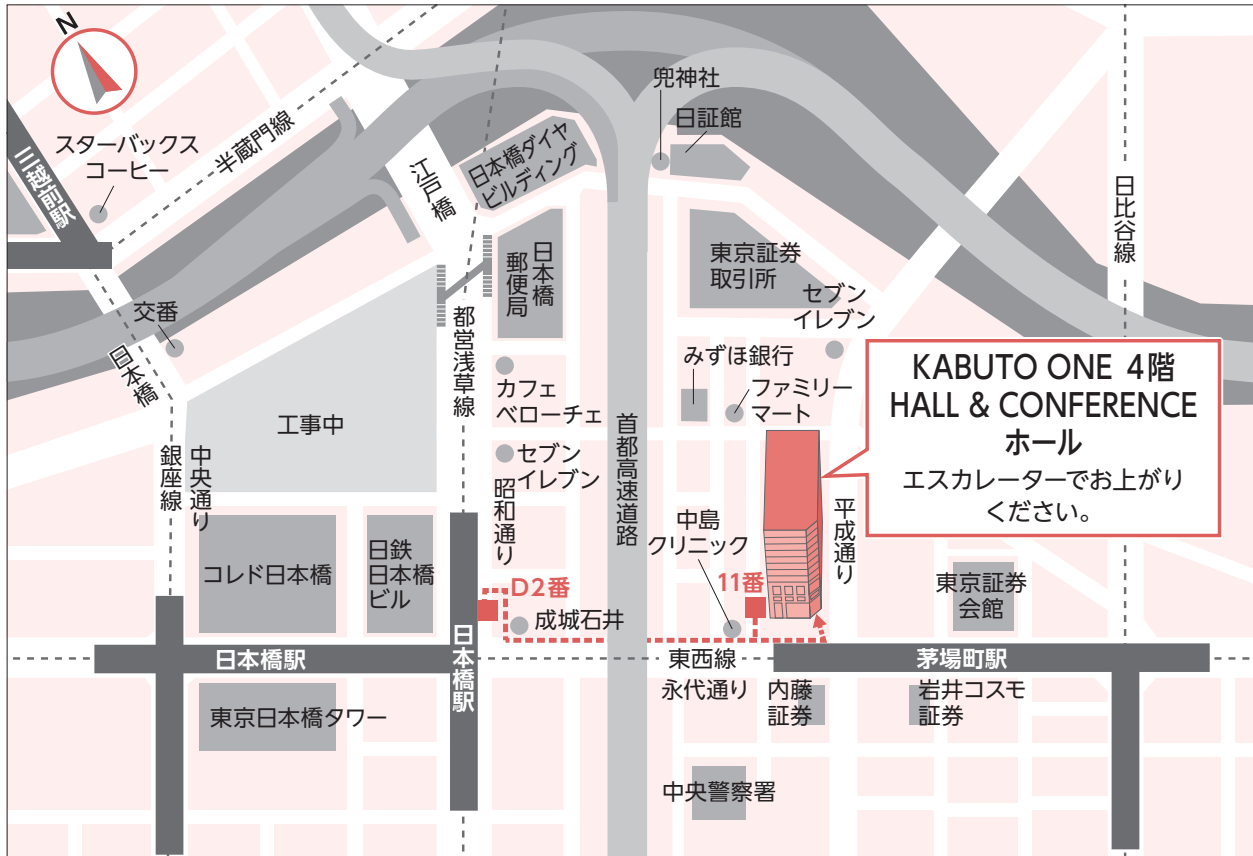 N
スターバックス
コーヒー
三越前駅
半蔵門線
江戸橋
日本橋ダイヤ
ビルディング
兜神社
日証館
日比谷線
交番
日本橋
工事中
都営浅草線
日本橋
郵便局
カフェ
ベローチェ
セブン
イレブン
昭和通り
首都高速道路
東京証券
取引所
セブン
イレブン
みずほ銀行
ファミリー
マート
KABUTO ONE 4階
HALL & CONFERENCE
ホール
エスカレーターでお上がり
ください。
平成通り
中央通り
銀座線
コレド日本橋
日鉄
日本橋
ビル
D2番
成城石井
中島
クリニック
11番
東京証券
会館
日本橋駅
日本橋駅
東西線
茅場町駅
永代通り
東京日本橋タワー
内藤
証券
岩井コスモ
証券
中央警察署